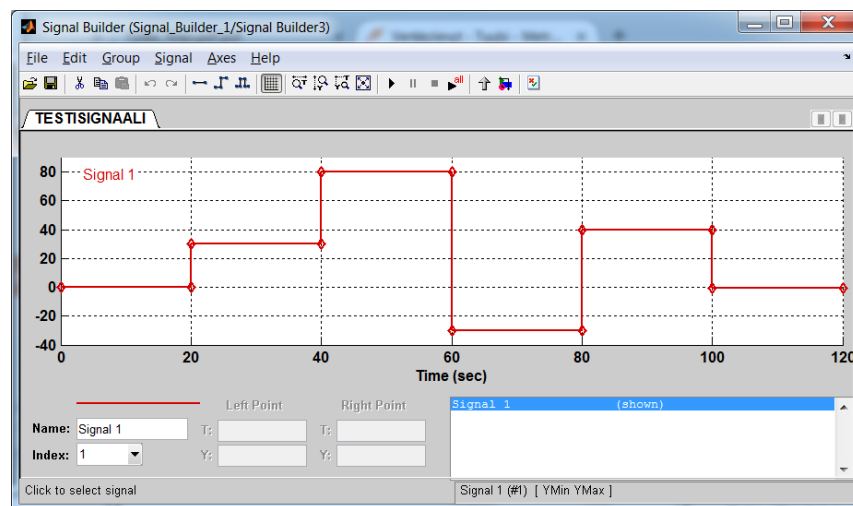 Signal Builder (Signal_Builder_1/Signal Builder3)
File Edit Group Signal Axes Help
all
TESTISIGNAALI
Signal 1
80
60
40
20
0
-20
-40
0 20 40 60 80 100 120
Time (sec)
Left Point Right Point
Name: Signal 1 T: T:
Index: 1 Y: Y:
Signal 1 (shown)
Click to select signal
Signal 1 (#1) [ YMin YMax ]